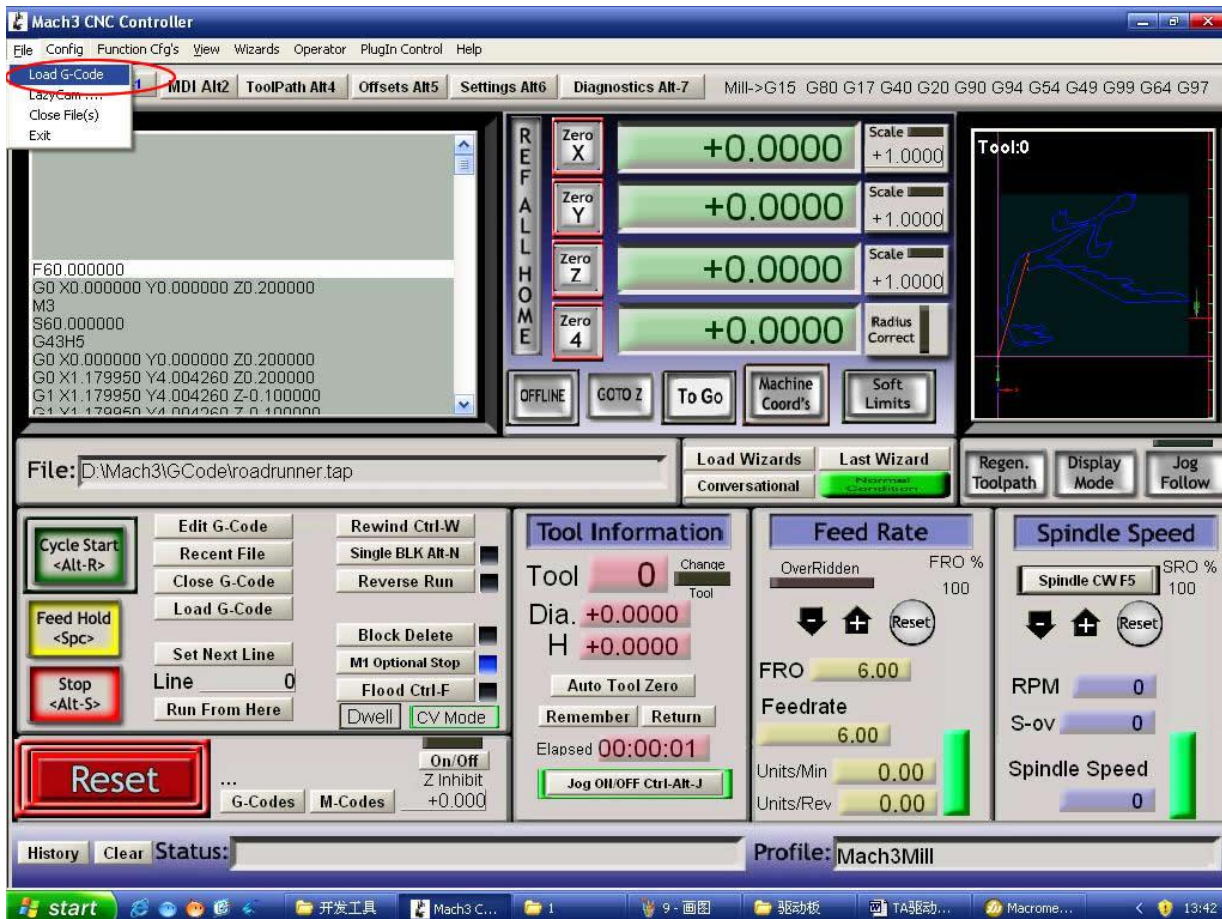 Mach3 CNC Controller
File Config Function Cfg's View Wizards Operator PlugIn Control Help
Load G-Code
LazyCam ....
Close File(s)
Exit
1 MDI Alt2 ToolPath Alt4 Offsets Alt5 Settings Alt6 Diagnostics Alt-7 Mill->G15 G80 G17 G40 G20 G90 G94 G54 G49 G99 G64 G97
F60.000000
G0 X0.000000 Y0.000000 Z0.200000
M3
S60.000000
G43H5
G0 X0.000000 Y0.000000 Z0.200000
G0 X1.179950 Y4.004260 Z0.200000
G1 X1.179950 Y4.004260 Z-0.100000
G1 X1.179950 Y4.004260 Z-0.100000
REF ALL HOME
Zero X +0.0000 Scale +1.0000
Zero Y +0.0000 Scale +1.0000
Zero Z +0.0000 Scale +1.0000
Zero 4 +0.0000 Radius Correct
OFFLINE GOTO Z To Go Machine Coord's Soft Limits
Tool:0
File: D:\Mach3\GCode\roadrunner.tap
Load Wizards Last Wizard
Conversational Normal Condition
Regen. Toolpath Display Mode Jog Follow
Cycle Start <Alt-R>
Feed Hold <Spc>
Stop <Alt-S>
Edit G-Code Rewind Ctrl-W
Recent File Single BLK Alt-N
Close G-Code Reverse Run
Load G-Code
Block Delete
Set Next Line M1 Optional Stop
Line 0 Flood Ctrl-F
Run From Here Dwell CV Mode
Reset
...
G-Codes M-Codes
On/Off
Z Inhibit
+0.000
Tool Information
Tool 0 Change Tool
Dia. +0.0000
H +0.0000
Auto Tool Zero
Remember Return
Elapsed 00:00:01
Jog ON/OFF Ctrl-Alt-J
Feed Rate
OverRidden FRO %
100
Reset
FRO 6.00
Feedrate
6.00
Units/Min 0.00
Units/Rev 0.00
Spindle Speed
Spindle CW F5 SRO %
100
Reset
RPM 0
S-ov 0
Spindle Speed
0
History Clear Status:
Profile: Mach3Mill
start 开发工具 Mach3 C... 1 9 - 画图 驱动板 TA驱动... Macrome... 13:42